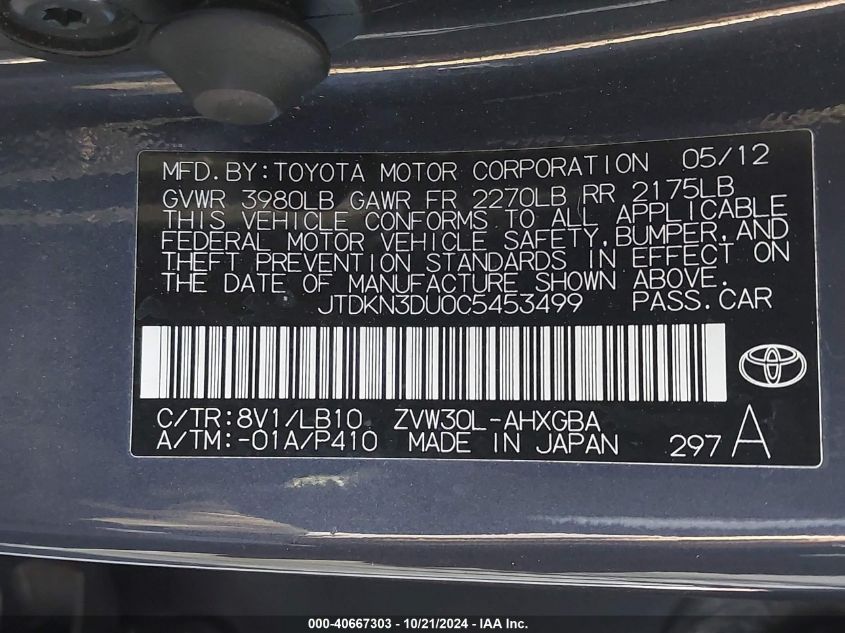 MFD. BY: TOYOTA MOTOR CORPORATION 05/12
GVWR 3980LB GAWR FR 2270LB RR 2175LB
THIS VEHICLE CONFORMS TO ALL APPLICABLE
FEDERAL MOTOR VEHICLE SAFETY, BUMPER, AND
THEFT PREVENTION STANDARDS IN EFFECT ON
THE DATE OF MANUFACTURE SHOWN ABOVE.
JTDKN3DU0C5453499 PASS. CAR
C/TR: 8V1/LB10 ZVW30L-AHXGBA
A/TM: -01A/P410 MADE IN JAPAN 297 A
000-40667303 - 10/21/2024 - IAA Inc.